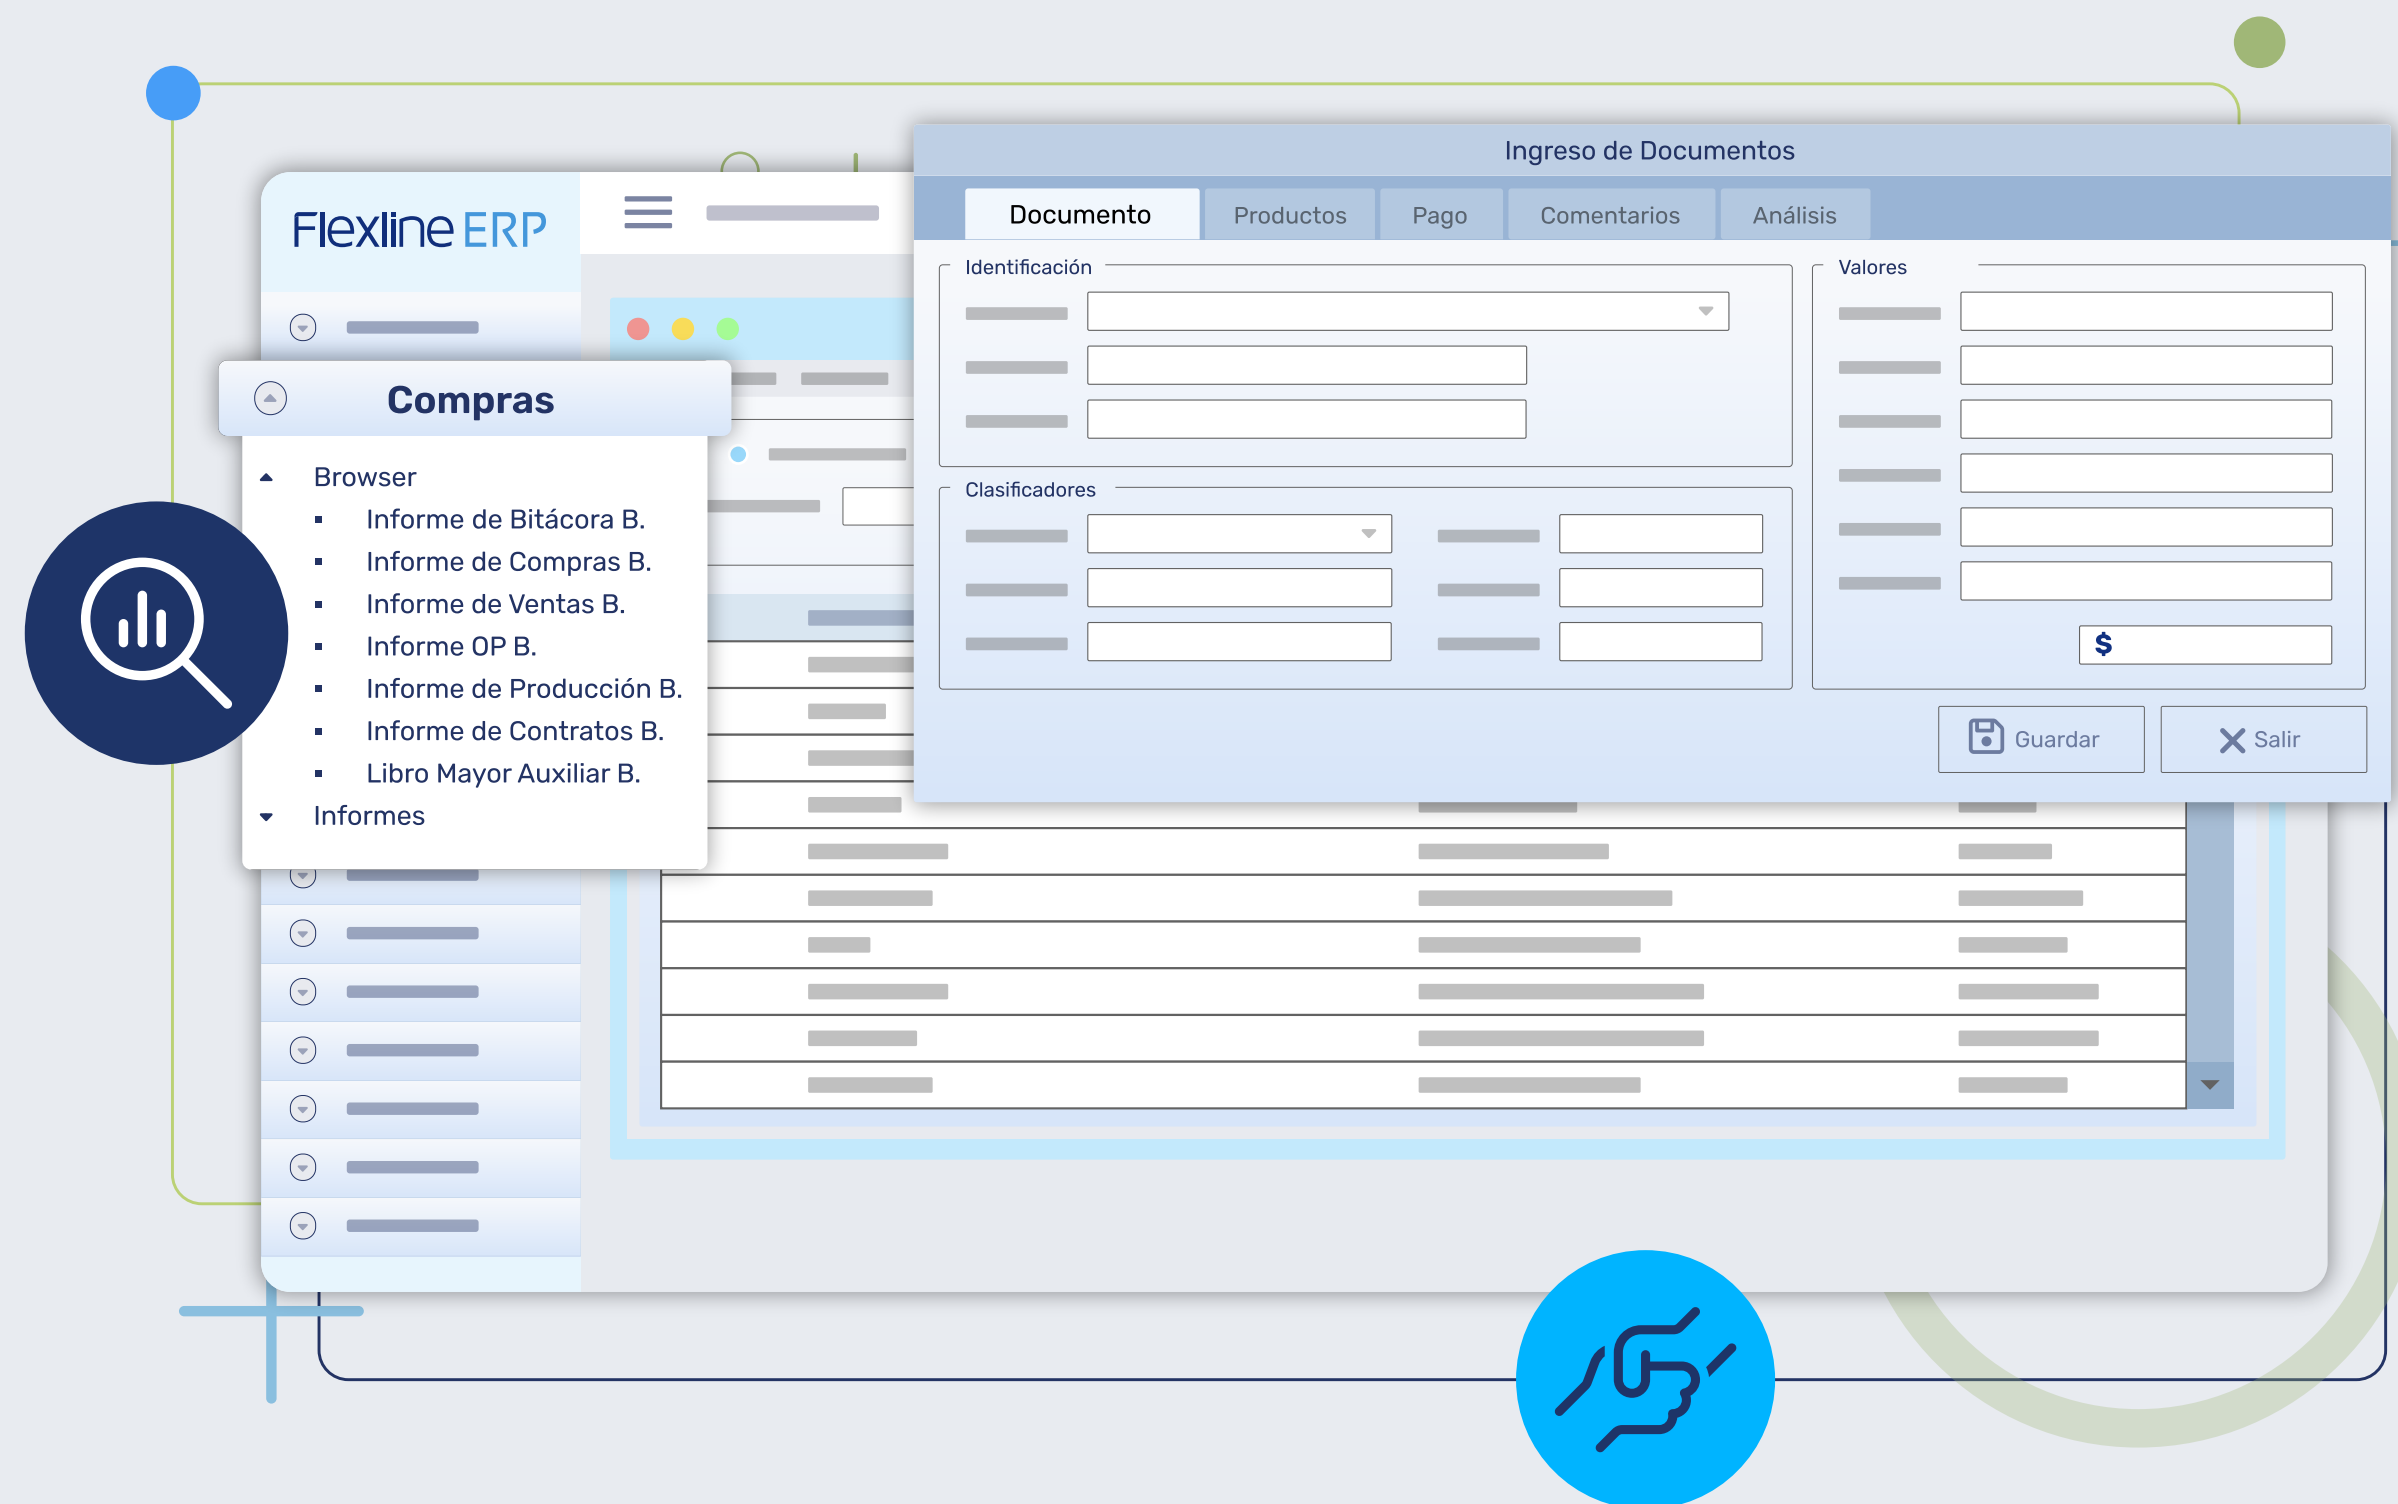 Flexline ERP
Compras
Browser
Informe de Bitácora B.
Informe de Compras B.
Informe de Ventas B.
Informe OP B.
Informe de Producción B.
Informe de Contratos B.
Libro Mayor Auxiliar B.
Informes
Ingreso de Documentos
Documento Productos Pago Comentarios Análisis
Identificación
Clasificadores
Valores
$
Guardar Salir